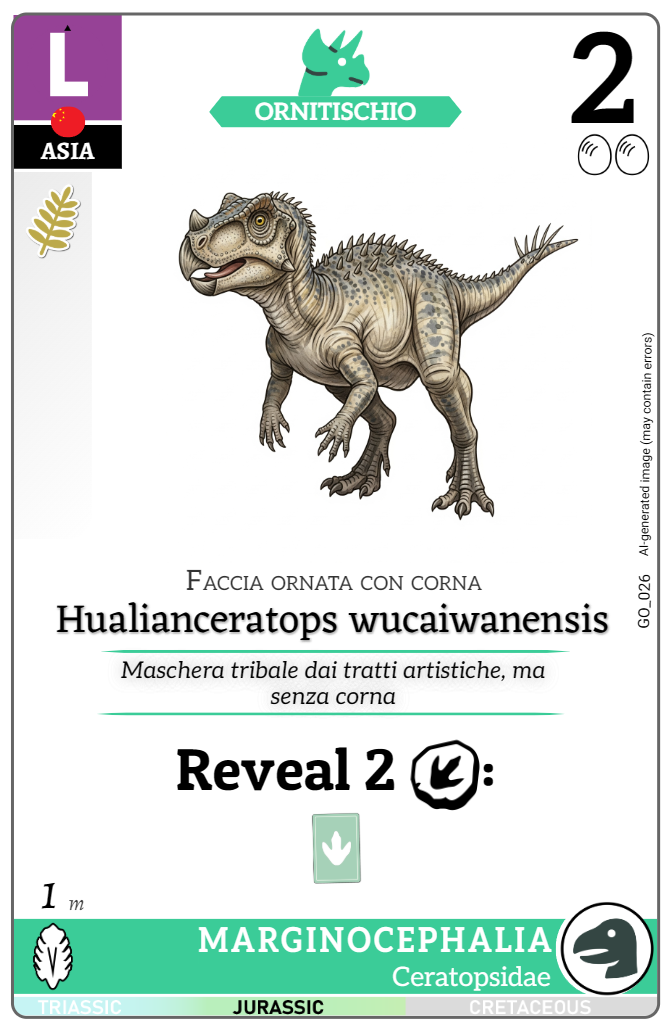 L
ASIA
ORNITISCHIO
2
AI-generated image (may contain errors)
GO_026
Faccia ornata con corna
Hualianceratops wucaiwanensis
Maschera tribale dai tratti artistiche, ma
senza corna
Reveal 2 :
1 m
MARGINOCEPHALIA
Ceratopsidae
TRIASSIC JURASSIC CRETACEOUS